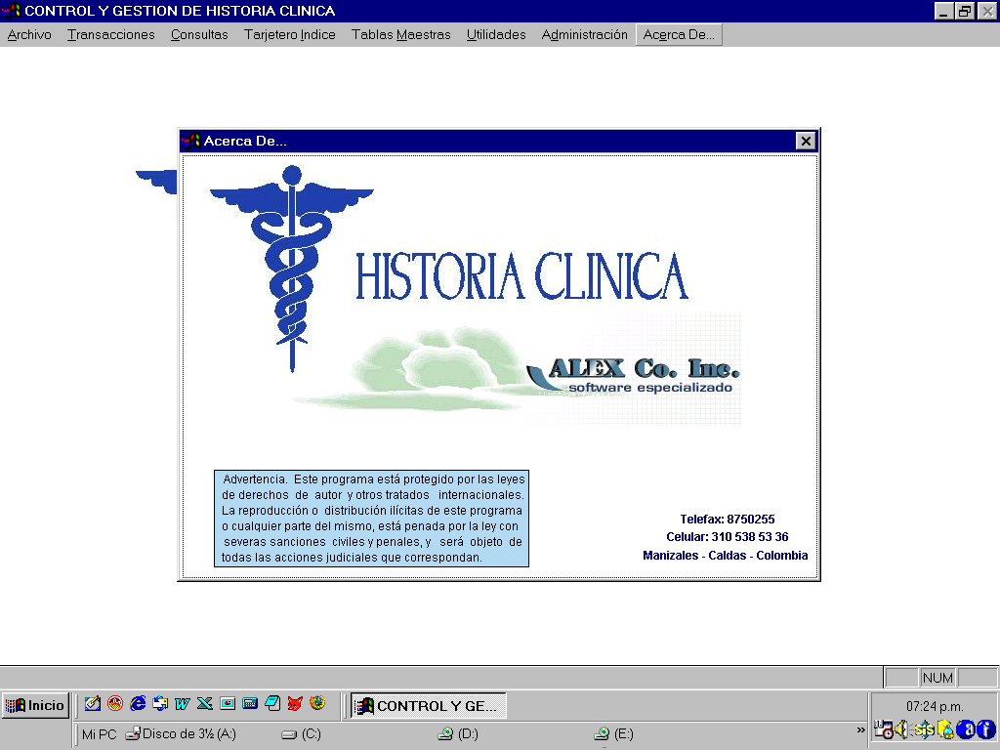 CONTROL Y GESTION DE HISTORIA CLINICA
Archivo Transacciones Consultas Tarjetero Indice Tablas Maestras Utilidades Administración Acerca De...
Acerca De...
HISTORIA CLINICA
ALEX Co. Inc.
software especializado
Advertencia. Este programa está protegido por las leyes
de derechos de autor y otros tratados internacionales.
La reproducción o distribución ilícitas de este programa
o cualquier parte del mismo, está penada por la ley con
severas sanciones civiles y penales, y será objeto de
todas las acciones judiciales que correspondan.
Telefax: 8750255
Celular: 310 538 53 36
Manizales - Caldas - Colombia
NUM
Inicio
CONTROL Y GE...
07:24 p.m.
Mi PC Disco de 3½ (A:) (C:) (D:) (E:) »
sis